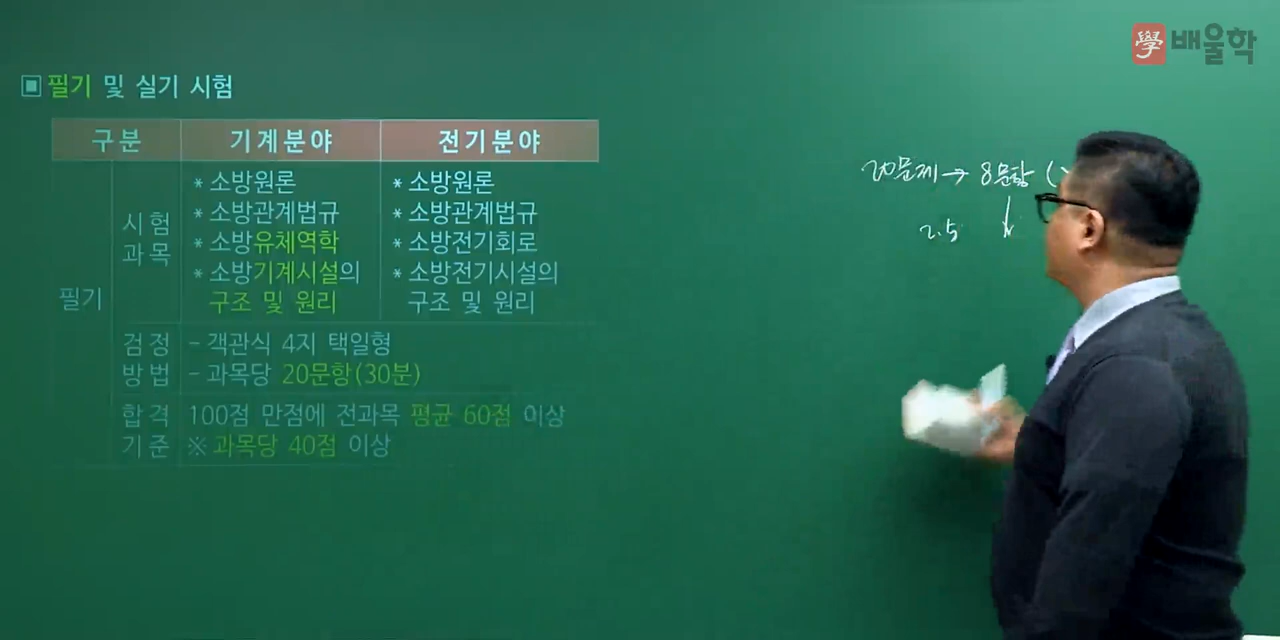 學 배울학
필기 및 실기 시험
구분 기계분야 전기분야
필기
시험
과목
* 소방원론
* 소방관계법규
* 소방유체역학
* 소방기계시설의
구조 및 원리
* 소방원론
* 소방관계법규
* 소방전기회로
* 소방전기시설의
구조 및 원리
검정
방법
- 객관식 4지 택일형
- 과목당 20문항(30분)
합격
기준
100점 만점에 전과목 평균 60점 이상
※ 과목당 40점 이상
20문제 → 8문항 (
2.5 ↓